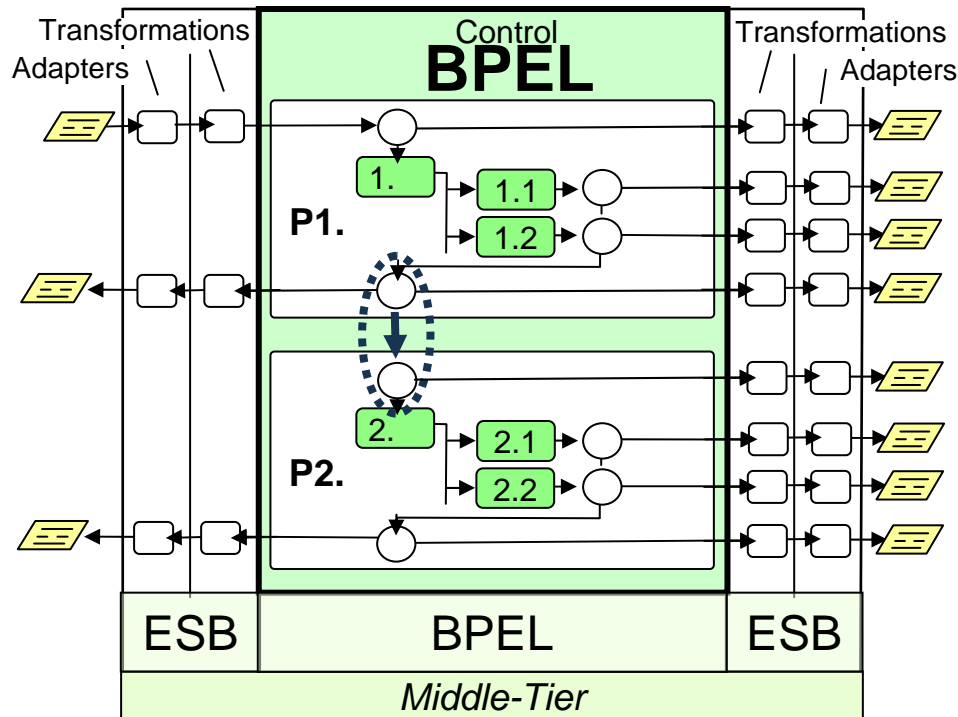 Transformations
Adapters
Control
BPEL
Transformations
Adapters
1.
1.1
P1.
1.2
2.
2.1
P2.
2.2
ESB
BPEL
ESB
Middle-Tier